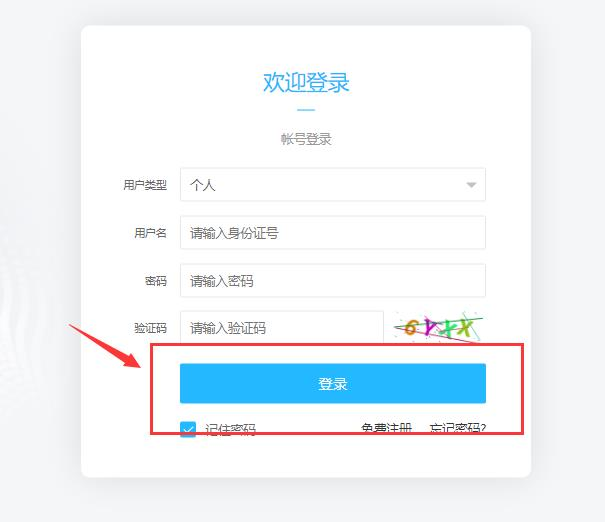 欢迎登录
帐号登录
用户类型 个人
用户名 请输入身份证号
密码 请输入密码
验证码 请输入验证码 6YXX
登录
记住密码 免费注册 忘记密码?